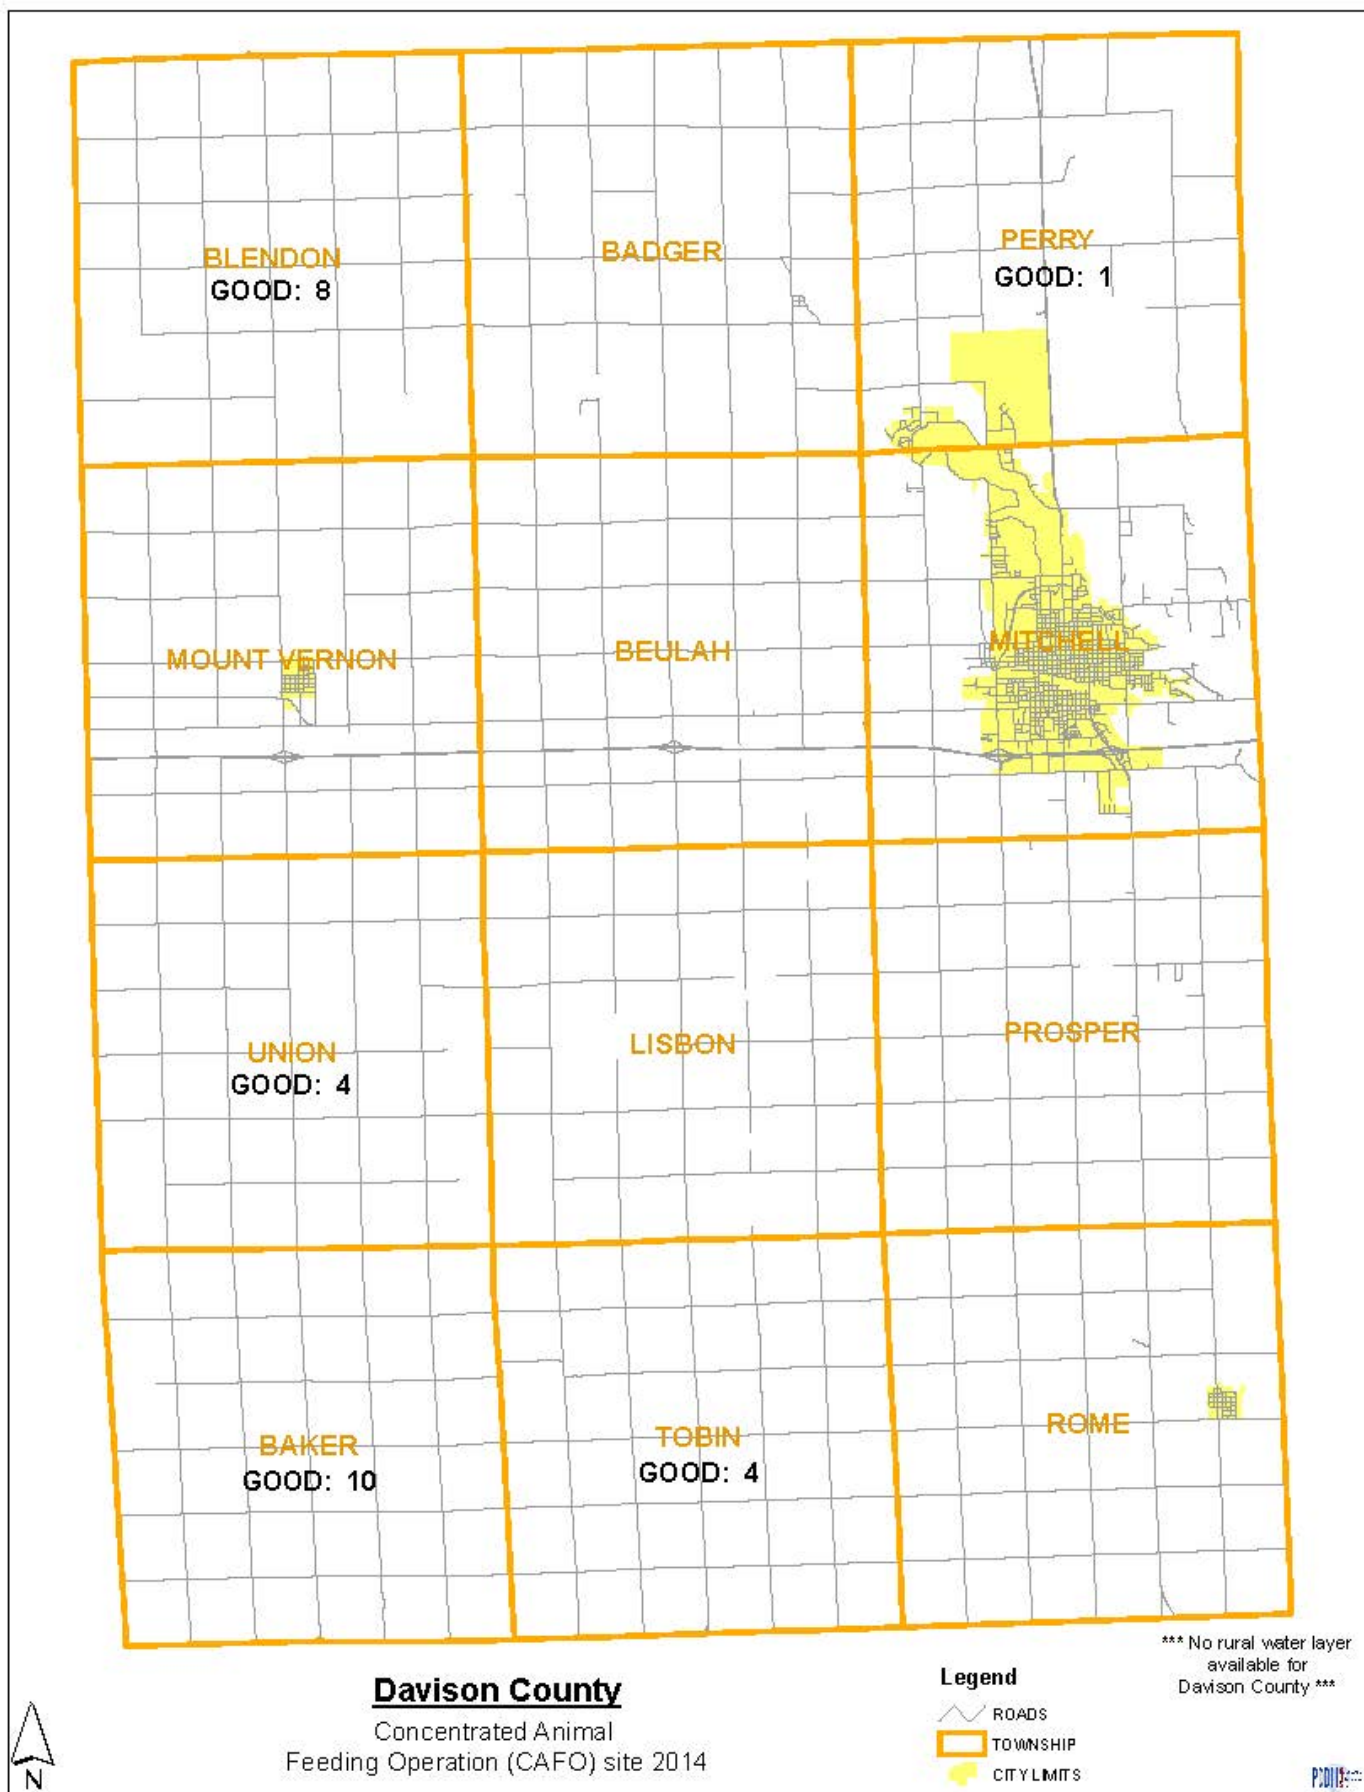 BLENDON
GOOD: 8
BADGER
PERRY
GOOD: 1
MOUNT VERNON
BEULAH
MITCHELL
UNION
GOOD: 4
LISBON
PROSPER
BAKER
GOOD: 10
TOBIN
GOOD: 4
ROME
*** No rural water layer
available for
Davison County ***
Davison County
Concentrated Animal
Feeding Operation (CAFO) site 2014
Legend
ROADS
TOWNSHIP
CITY LIMITS
N